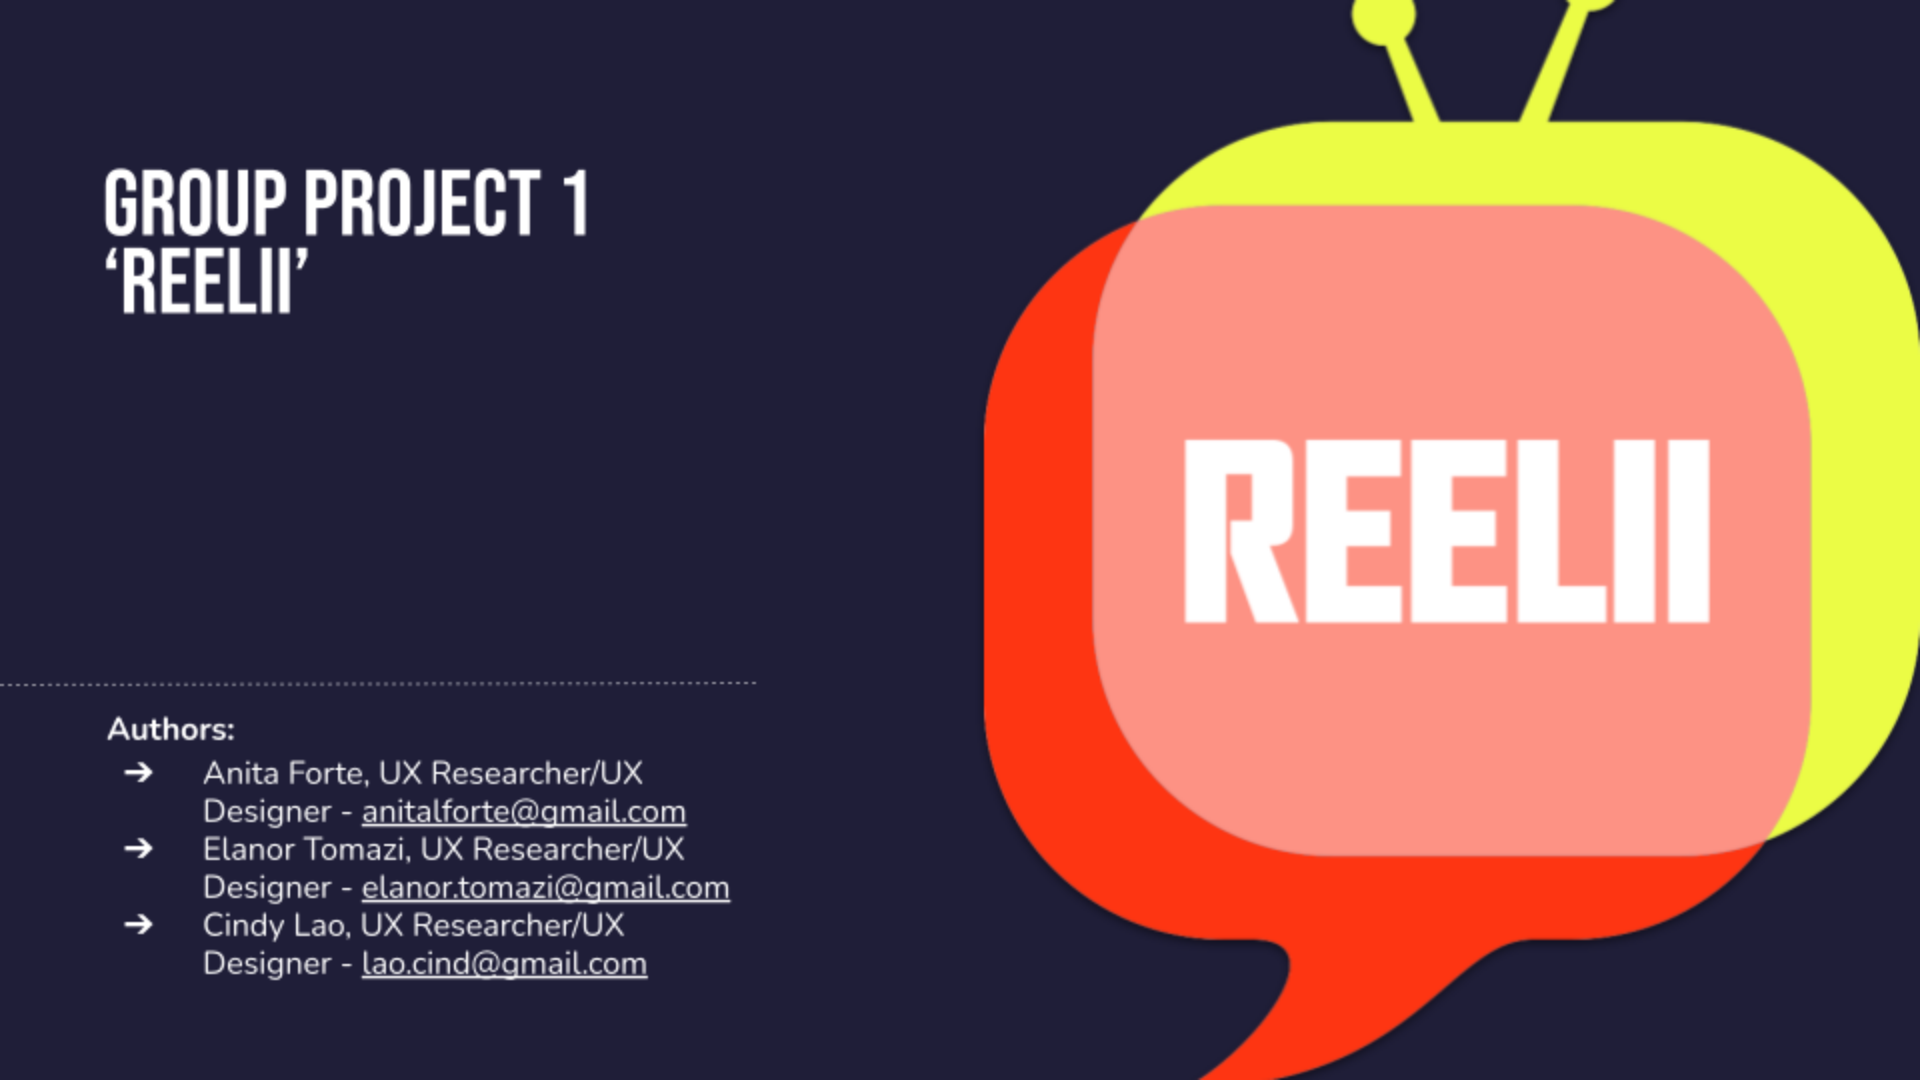 GROUP PROJECT 1
‘REELII’
REELII
Authors:
➔ Anita Forte, UX Researcher/UX
Designer - anitalforte@gmail.com
➔ Elanor Tomazi, UX Researcher/UX
Designer - elanor.tomazi@gmail.com
➔ Cindy Lao, UX Researcher/UX
Designer - lao.cind@gmail.com